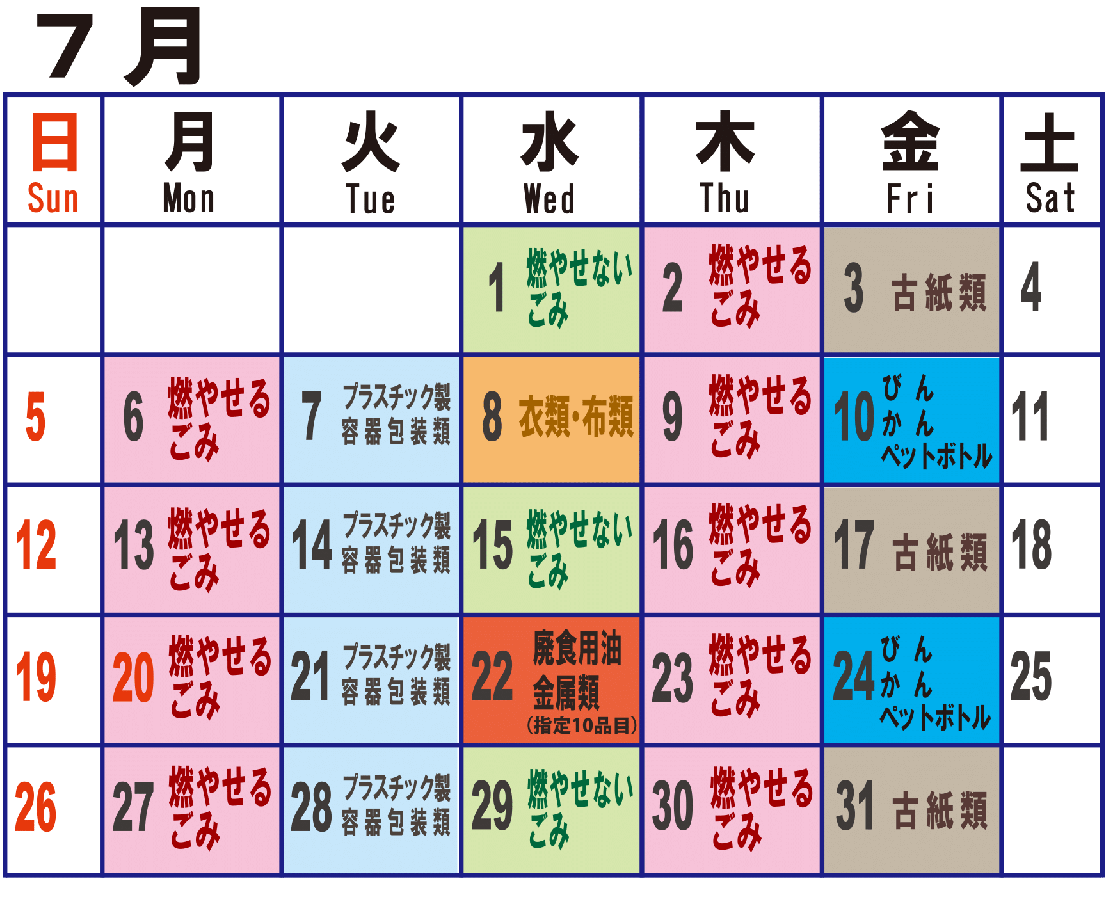 7月
日 月 火 水 木 金 土
Sun Mon Tue Wed Thu Fri Sat
1 燃やせない
ごみ
2 燃やせる
ごみ
3 古紙類
4
5
6 燃やせる
ごみ
7 プラスチック製
容器包装類
8 衣類・布類
9 燃やせる
ごみ
10 びん
かん
ペットボトル
11
12
13 燃やせる
ごみ
14 プラスチック製
容器包装類
15 燃やせない
ごみ
16 燃やせる
ごみ
17 古紙類
18
19
20 燃やせる
ごみ
21 プラスチック製
容器包装類
22 廃食用油
金属類
(指定10品目)
23 燃やせる
ごみ
24 びん
かん
ペットボトル
25
26
27 燃やせる
ごみ
28 プラスチック製
容器包装類
29 燃やせない
ごみ
30 燃やせる
ごみ
31 古紙類